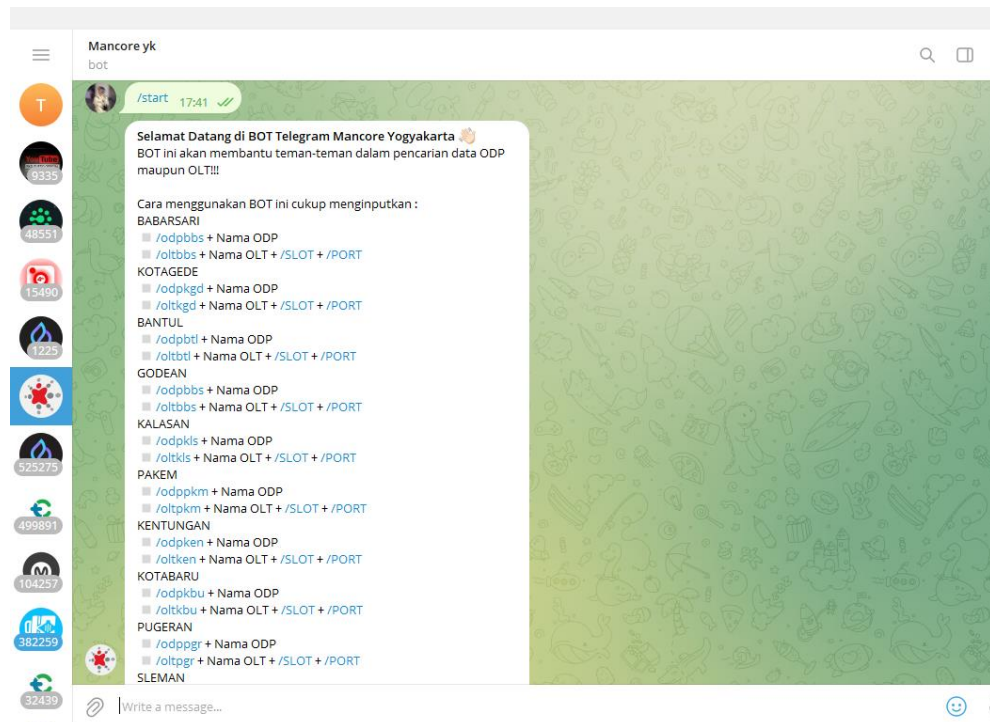 Mancore yk
bot
/start 17:41
Selamat Datang di BOT Telegram Mancore Yogyakarta 👋🏻
BOT ini akan membantu teman-teman dalam pencarian data ODP
maupun OLT!!!
Cara menggunakan BOT ini cukup menginputkan :
BABARSARI
/odpbbs + Nama ODP
/oltbbs + Nama OLT + /SLOT + /PORT
KOTAGEDE
/odpkgd + Nama ODP
/oltkgd + Nama OLT + /SLOT + /PORT
BANTUL
/odpbtl + Nama ODP
/oltbtl + Nama OLT + /SLOT + /PORT
GODEAN
/odpbbs + Nama ODP
/oltbbs + Nama OLT + /SLOT + /PORT
KALASAN
/odpkls + Nama ODP
/oltkls + Nama OLT + /SLOT + /PORT
PAKEM
/odppkm + Nama ODP
/oltpkm + Nama OLT + /SLOT + /PORT
KENTUNGAN
/odpken + Nama ODP
/oltken + Nama OLT + /SLOT + /PORT
KOTABARU
/odpkbu + Nama ODP
/oltkbu + Nama OLT + /SLOT + /PORT
PUGERAN
/odppgr + Nama ODP
/oltpgr + Nama OLT + /SLOT + /PORT
SLEMAN
Write a message...
T
9335
48551
15490
1225
525275
499891
104257
382259
32439